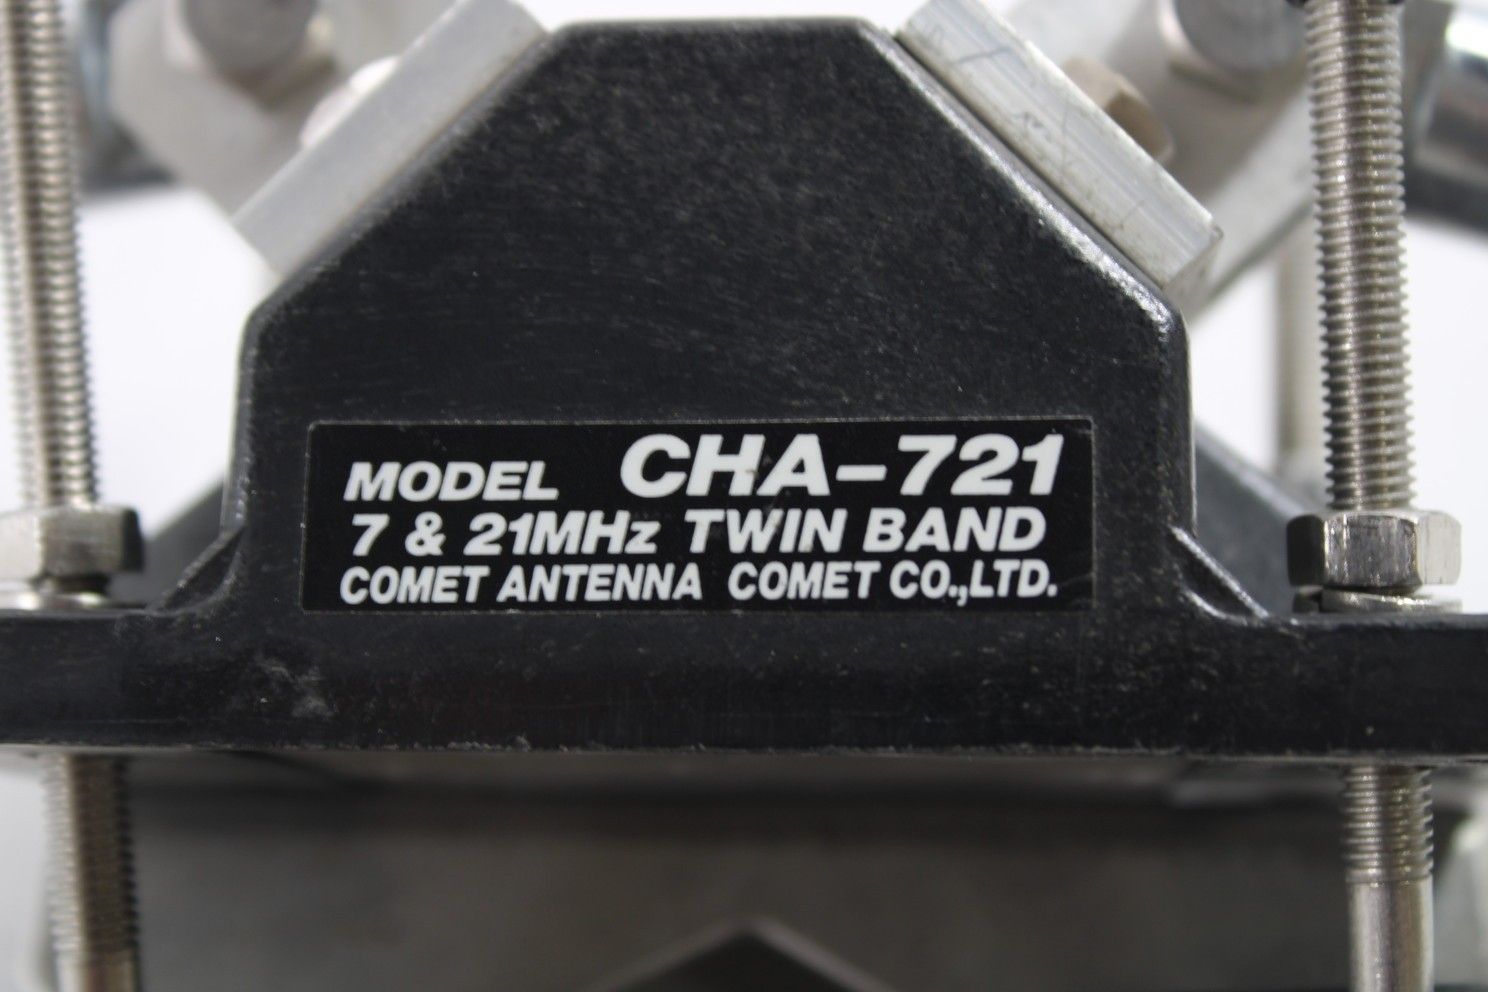 MODEL CHA-721
7 & 21MHz TWIN BAND
COMET ANTENNA COMET CO.,LTD.